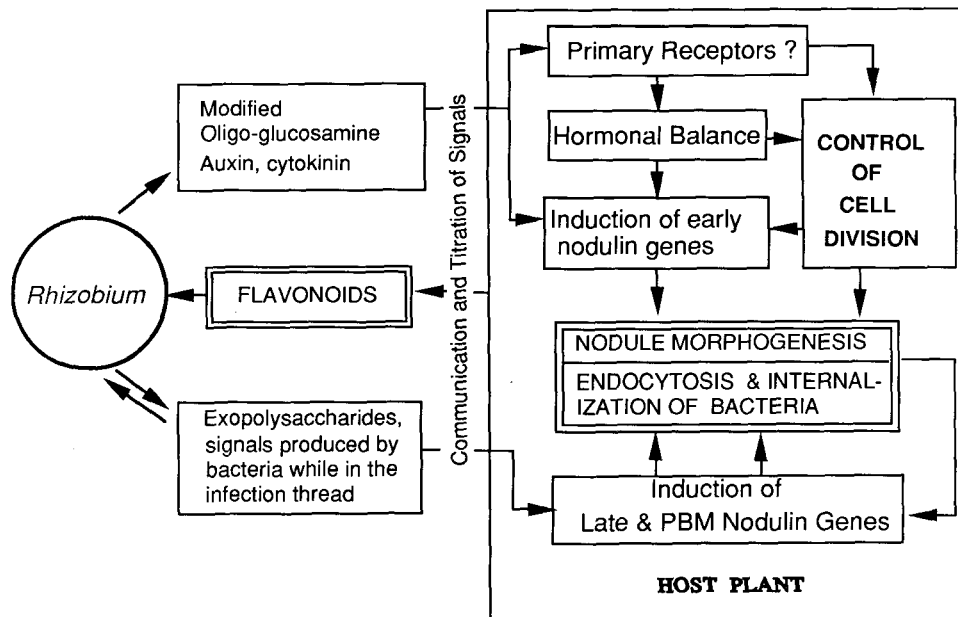 Modified
Oligo-glucosamine
Auxin, cytokinin
Rhizobium
FLAVONOIDS
Exopolysaccharides,
signals produced by
bacteria while in the
infection thread
Communication and Titration of Signals
Primary Receptors ?
Hormonal Balance
CONTROL
OF
CELL
DIVISION
Induction of early
nodulin genes
NODULE MORPHOGENESIS
ENDOCYTOSIS & INTERNAL-
IZATION OF BACTERIA
Induction of
Late & PBM Nodulin Genes
HOST PLANT